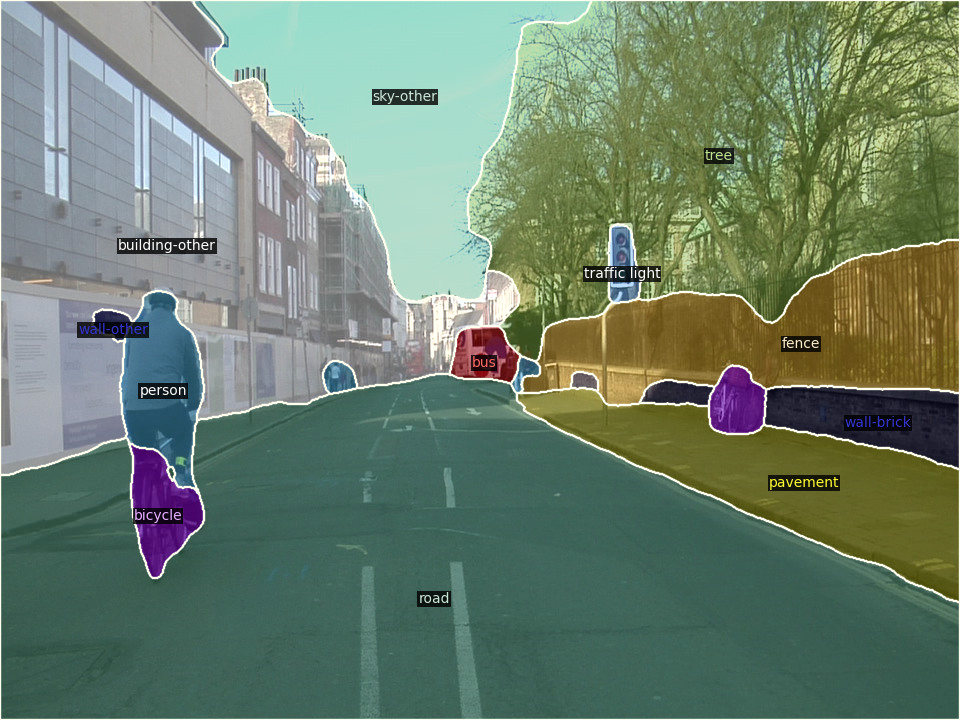 sky-other
tree
building-other
traffic light
wall-other
fence
bus
person
wall-brick
pavement
bicycle
road